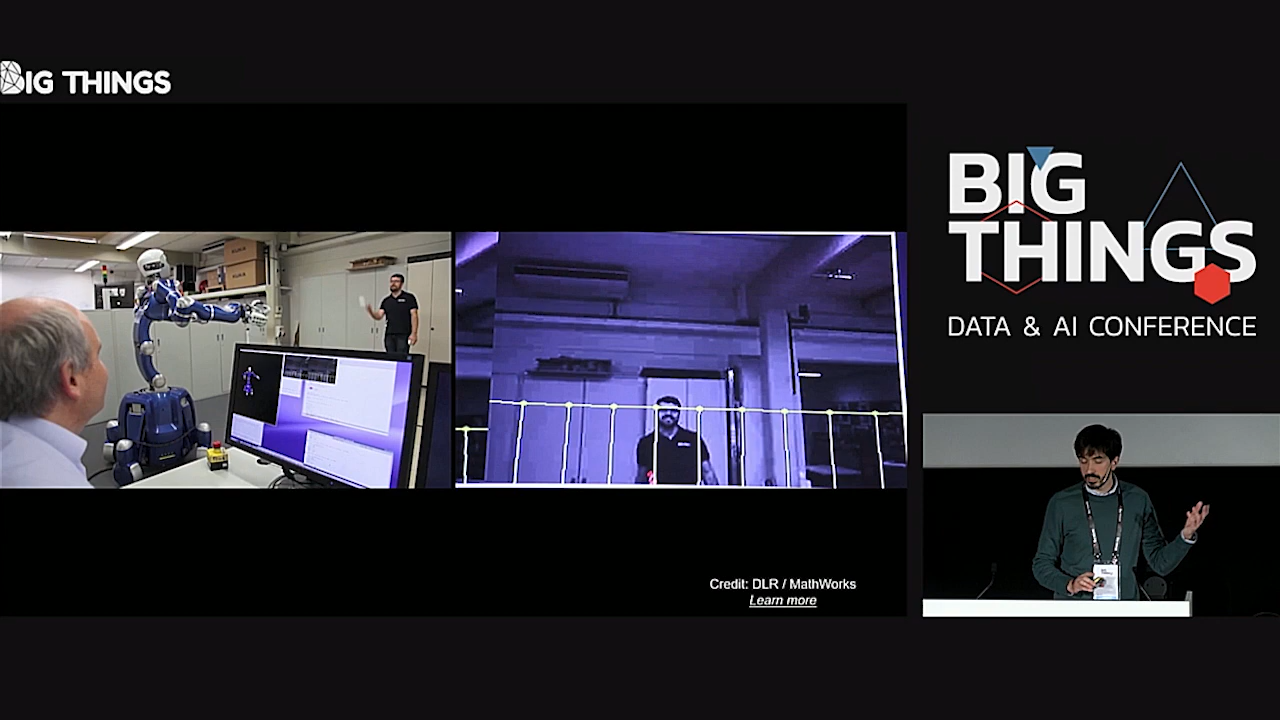 BIG THINGS
BIG
THINGS
DATA & AI CONFERENCE
Credit: DLR / MathWorks
Learn more